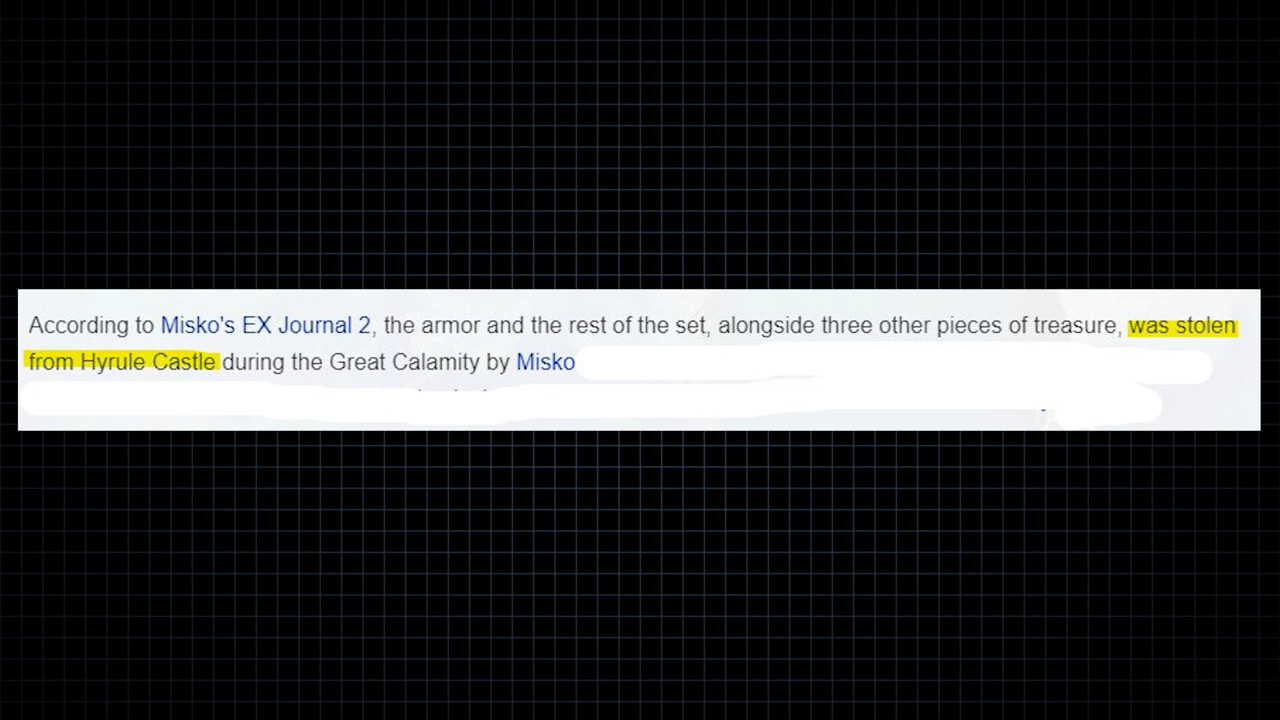 According to Misko's EX Journal 2, the armor and the rest of the set, alongside three other pieces of treasure, was stolen
from Hyrule Castle during the Great Calamity by Misko